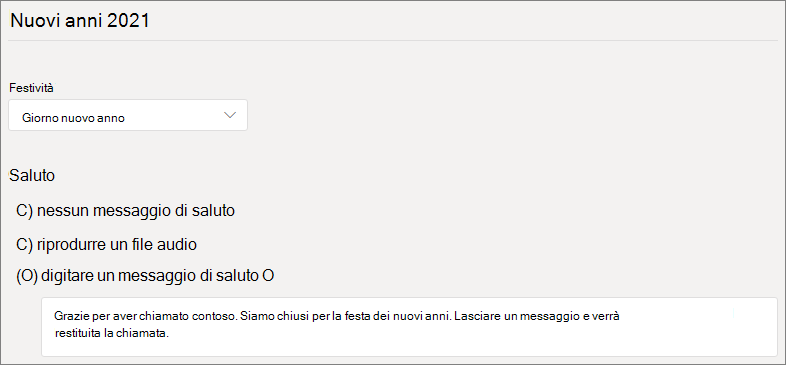 Nuovi anni 2021
Festività
Giorno nuovo anno
Saluto
C) nessun messaggio di saluto
C) riprodurre un file audio
(O) digitare un messaggio di saluto O
Grazie per aver chiamato contoso. Siamo chiusi per la festa dei nuovi anni. Lasciare un messaggio e verrà
restituita la chiamata.